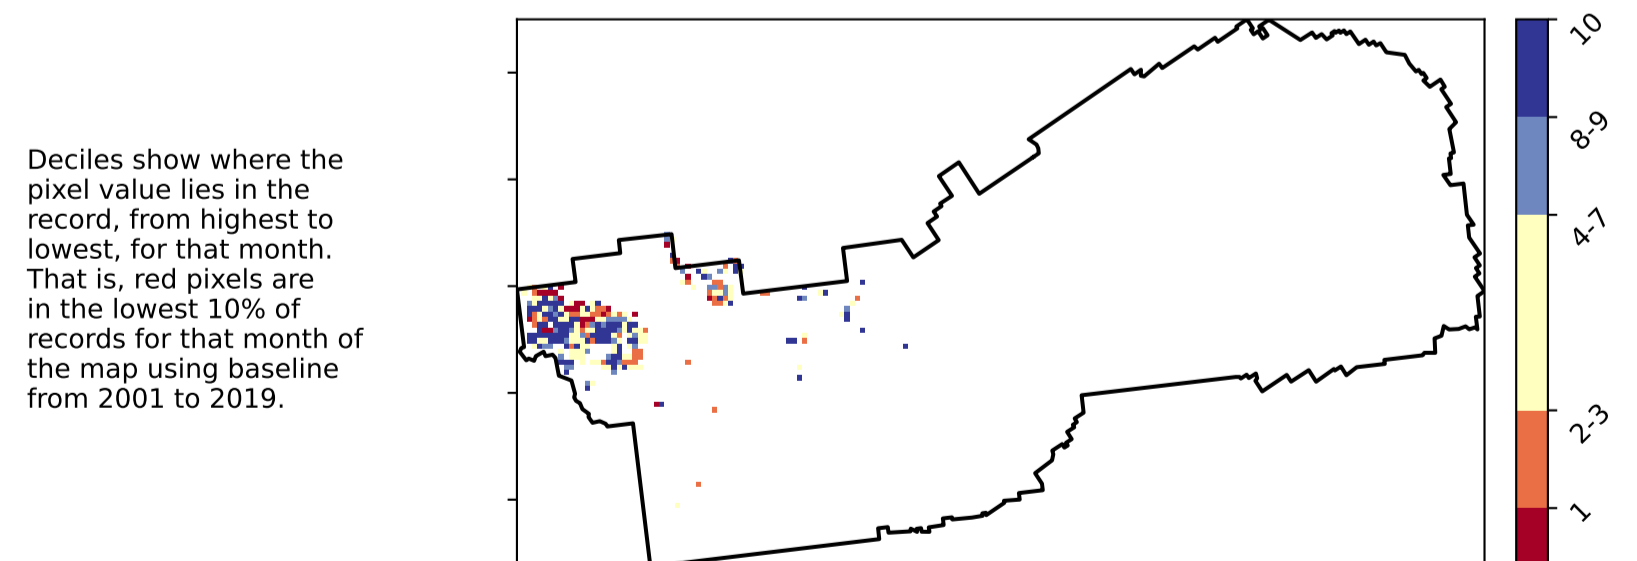 Deciles show where the
pixel value lies in the
record, from highest to
lowest, for that month.
That is, red pixels are
in the lowest 10% of
records for that month of
the map using baseline
from 2001 to 2019.
10
8-9
4-7
2-3
1